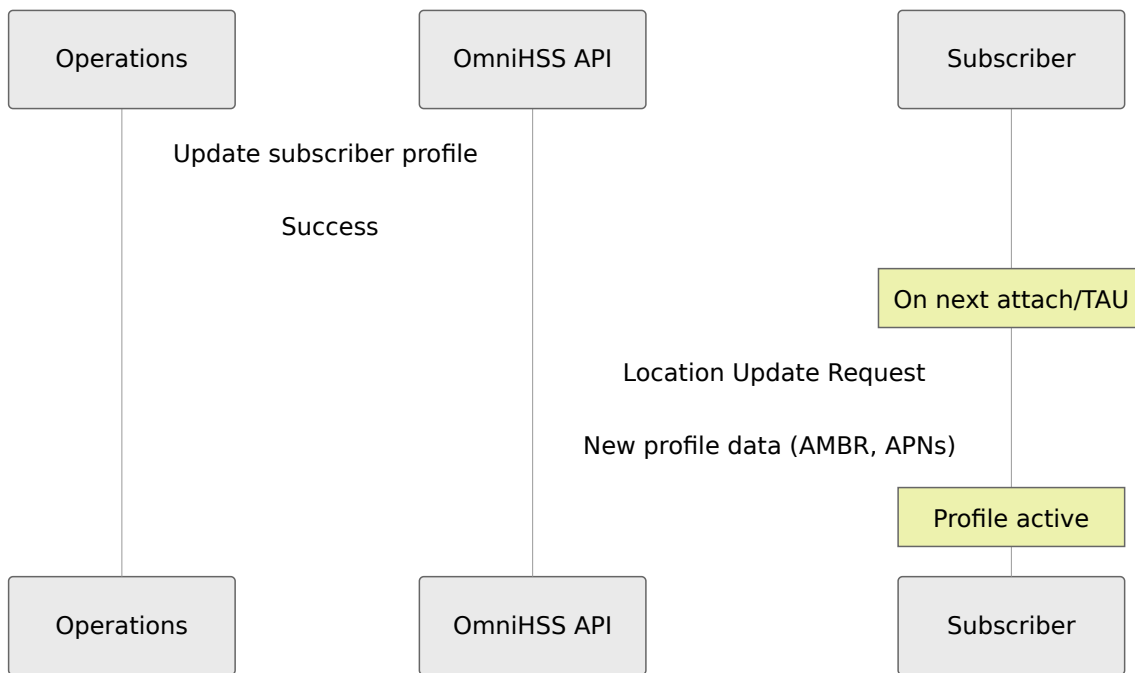 Operations
OmniHSS API
Subscriber
Update subscriber profile
Success
On next attach/TAU
Location Update Request
New profile data (AMBR, APNs)
Profile active
Operations
OmniHSS API
Subscriber